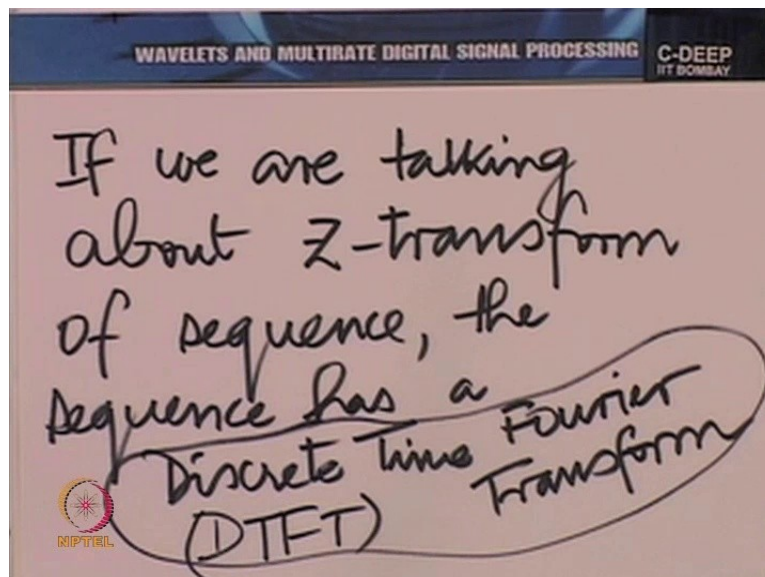 WAVELETS AND MULTIRATE DIGITAL SIGNAL PROCESSING
C-DEEP
IIT BOMBAY
If we are talking
about Z-transform
of sequence, the
sequence has a
Discrete Time Fourier
Transform
(DTFT)
NPTEL